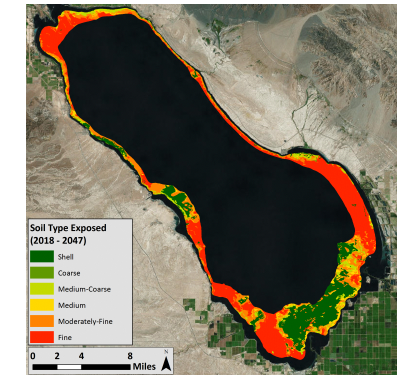 Soil Type Exposed
(2018 - 2047)
Shell
Coarse
Medium-Coarse
Medium
Moderately-Fine
Fine
0 2 4 8
Miles
N